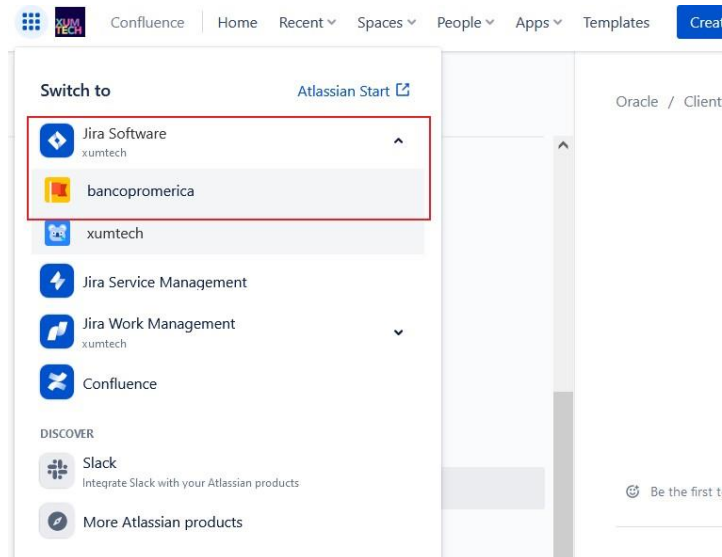 XUM
TECH
Confluence Home Recent Spaces People Apps Templates
Switch to Atlassian Start
Jira Software
xumtech
bancopromerica
xumtech
Jira Service Management
Jira Work Management
xumtech
Confluence
DISCOVER
Slack
Integrate Slack with your Atlassian products
More Atlassian products
Oracle / Client
Be the first